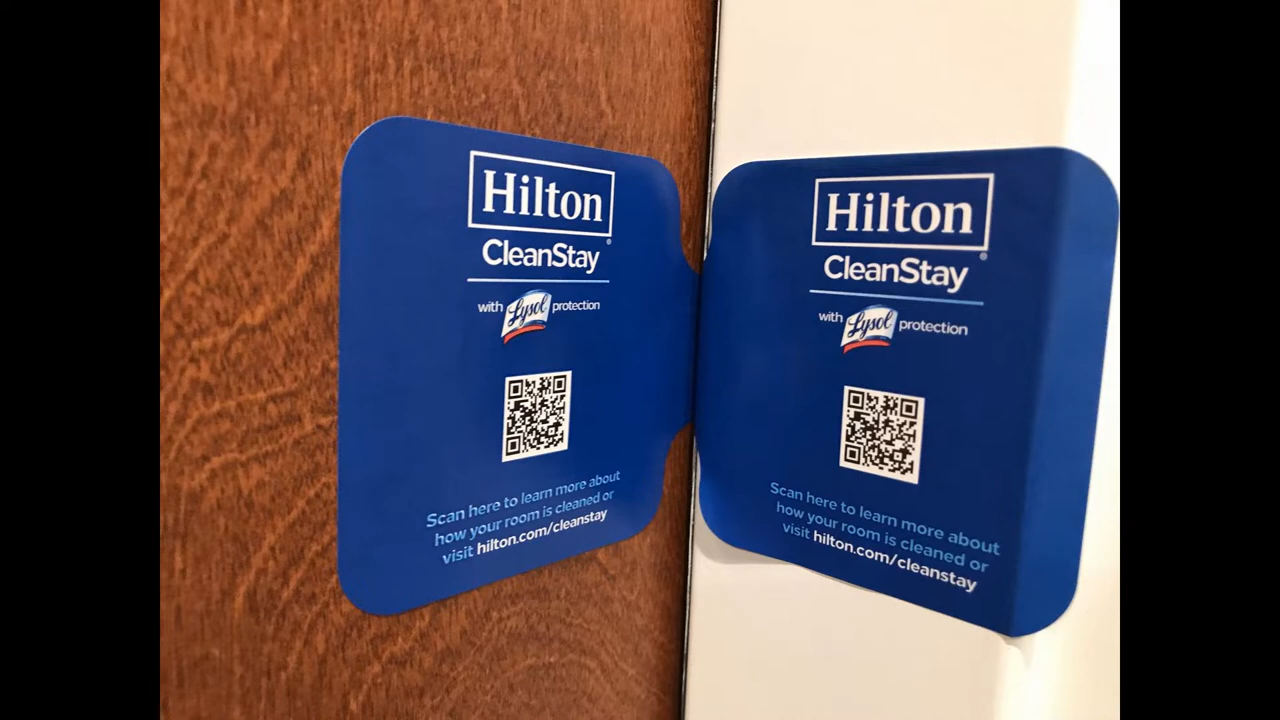 Hilton
CleanStay
with Lysol protection
Scan here to learn more about
how your room is cleaned or
visit hilton.com/cleanstay
Hilton
CleanStay
with Lysol protection
Scan here to learn more about
how your room is cleaned or
visit hilton.com/cleanstay